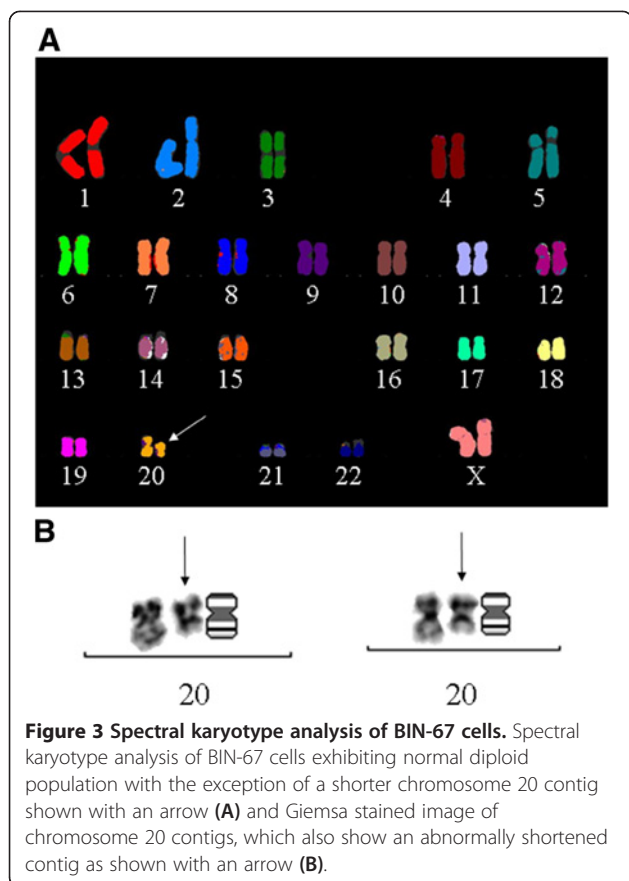 A
1 2 3 4 5
6 7 8 9 10 11 12
13 14 15 16 17 18
19 20 21 22 X
B
20 20
Figure 3 Spectral karyotype analysis of BIN-67 cells. Spectral
karyotype analysis of BIN-67 cells exhibiting normal diploid
population with the exception of a shorter chromosome 20 contig
shown with an arrow (A) and Giemsa stained image of
chromosome 20 contigs, which also show an abnormally shortened
contig as shown with an arrow (B).